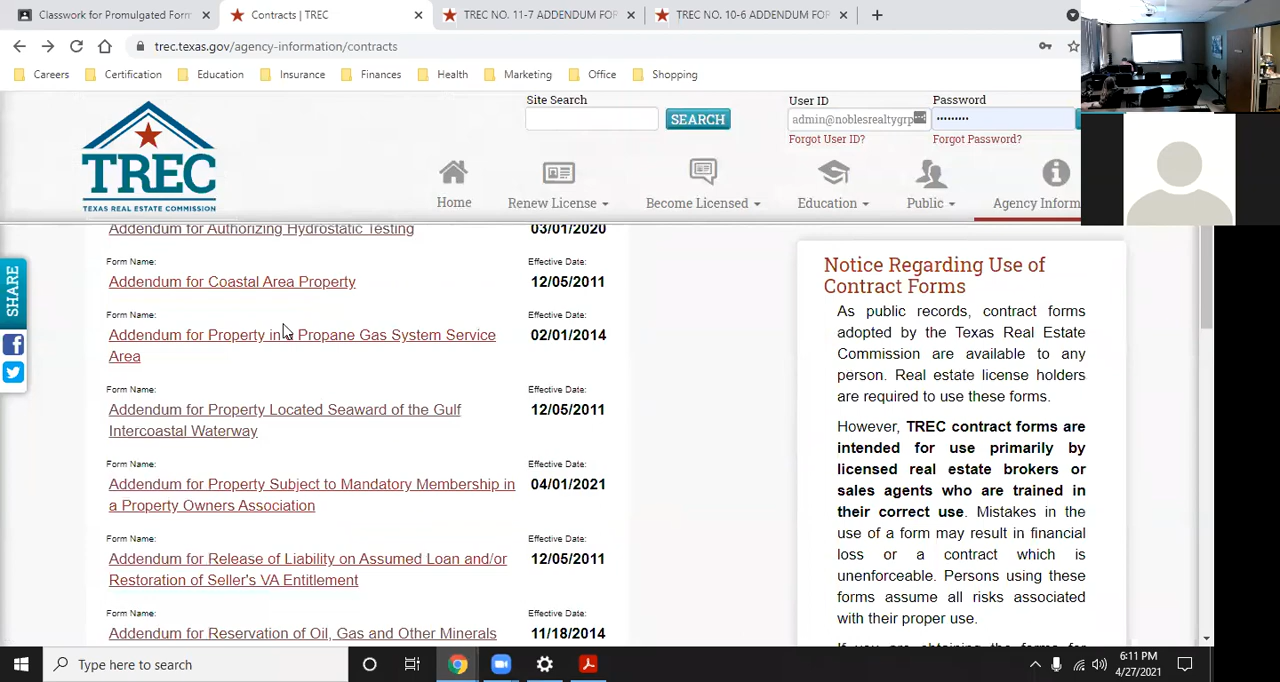 Classwork for Promulgated Form
Contracts | TREC
TREC NO. 11-7 ADDENDUM FOR
TREC NO. 10-6 ADDENDUM FOR
trec.texas.gov/agency-information/contracts
Careers
Certification
Education
Insurance
Finances
Health
Marketing
Office
Shopping
Site Search
SEARCH
User ID
Password
admin@noblesrealtygrp
Forgot User ID?
Forgot Password?
TREC
TEXAS REAL ESTATE COMMISSION
Home
Renew License
Become Licensed
Education
Public
Agency Inform
SHARE
Addendum for Authorizing Hydrostatic Testing
03/01/2020
Form Name:
Effective Date:
Addendum for Coastal Area Property
12/05/2011
Form Name:
Effective Date:
Addendum for Property in a Propane Gas System Service
Area
02/01/2014
Form Name:
Effective Date:
Addendum for Property Located Seaward of the Gulf
Intercoastal Waterway
12/05/2011
Form Name:
Effective Date:
Addendum for Property Subject to Mandatory Membership in
a Property Owners Association
04/01/2021
Form Name:
Effective Date:
Addendum for Release of Liability on Assumed Loan and/or
Restoration of Seller's VA Entitlement
12/05/2011
Form Name:
Effective Date:
Addendum for Reservation of Oil, Gas and Other Minerals
11/18/2014
Notice Regarding Use of
Contract Forms
As public records, contract forms
adopted by the Texas Real Estate
Commission are available to any
person. Real estate license holders
are required to use these forms.
However, TREC contract forms are
intended for use primarily by
licensed real estate brokers or
sales agents who are trained in
their correct use. Mistakes in the
use of a form may result in financial
loss or a contract which is
unenforceable. Persons using these
forms assume all risks associated
with their proper use.
If you are obtaining the forms for
Type here to search
6:11 PM
4/27/2021